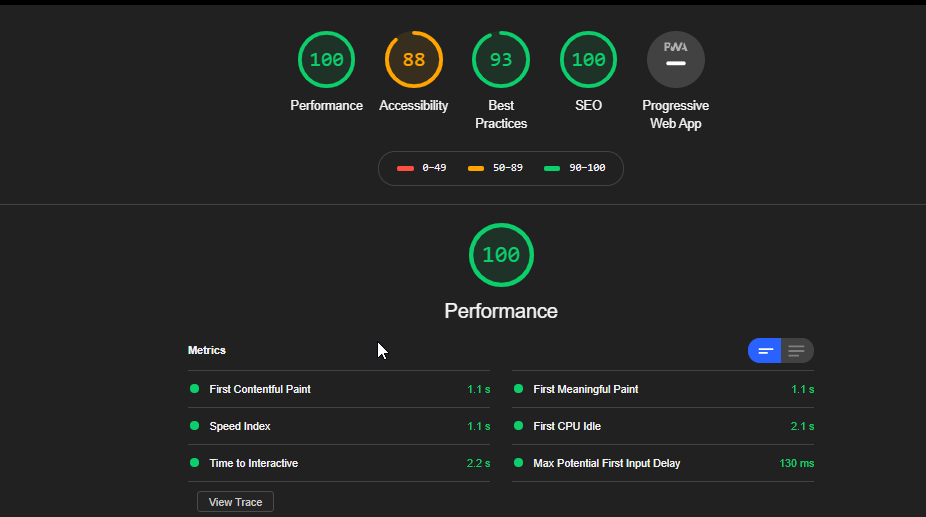 100
88
93
100
PWA
Performance
Accessibility
Best
Practices
SEO
Progressive
Web App
0–49
50–89
90–100
100
Performance
Metrics
First Contentful Paint 1.1 s
First Meaningful Paint 1.1 s
Speed Index 1.1 s
First CPU Idle 2.1 s
Time to Interactive 2.2 s
Max Potential First Input Delay 130 ms
View Trace